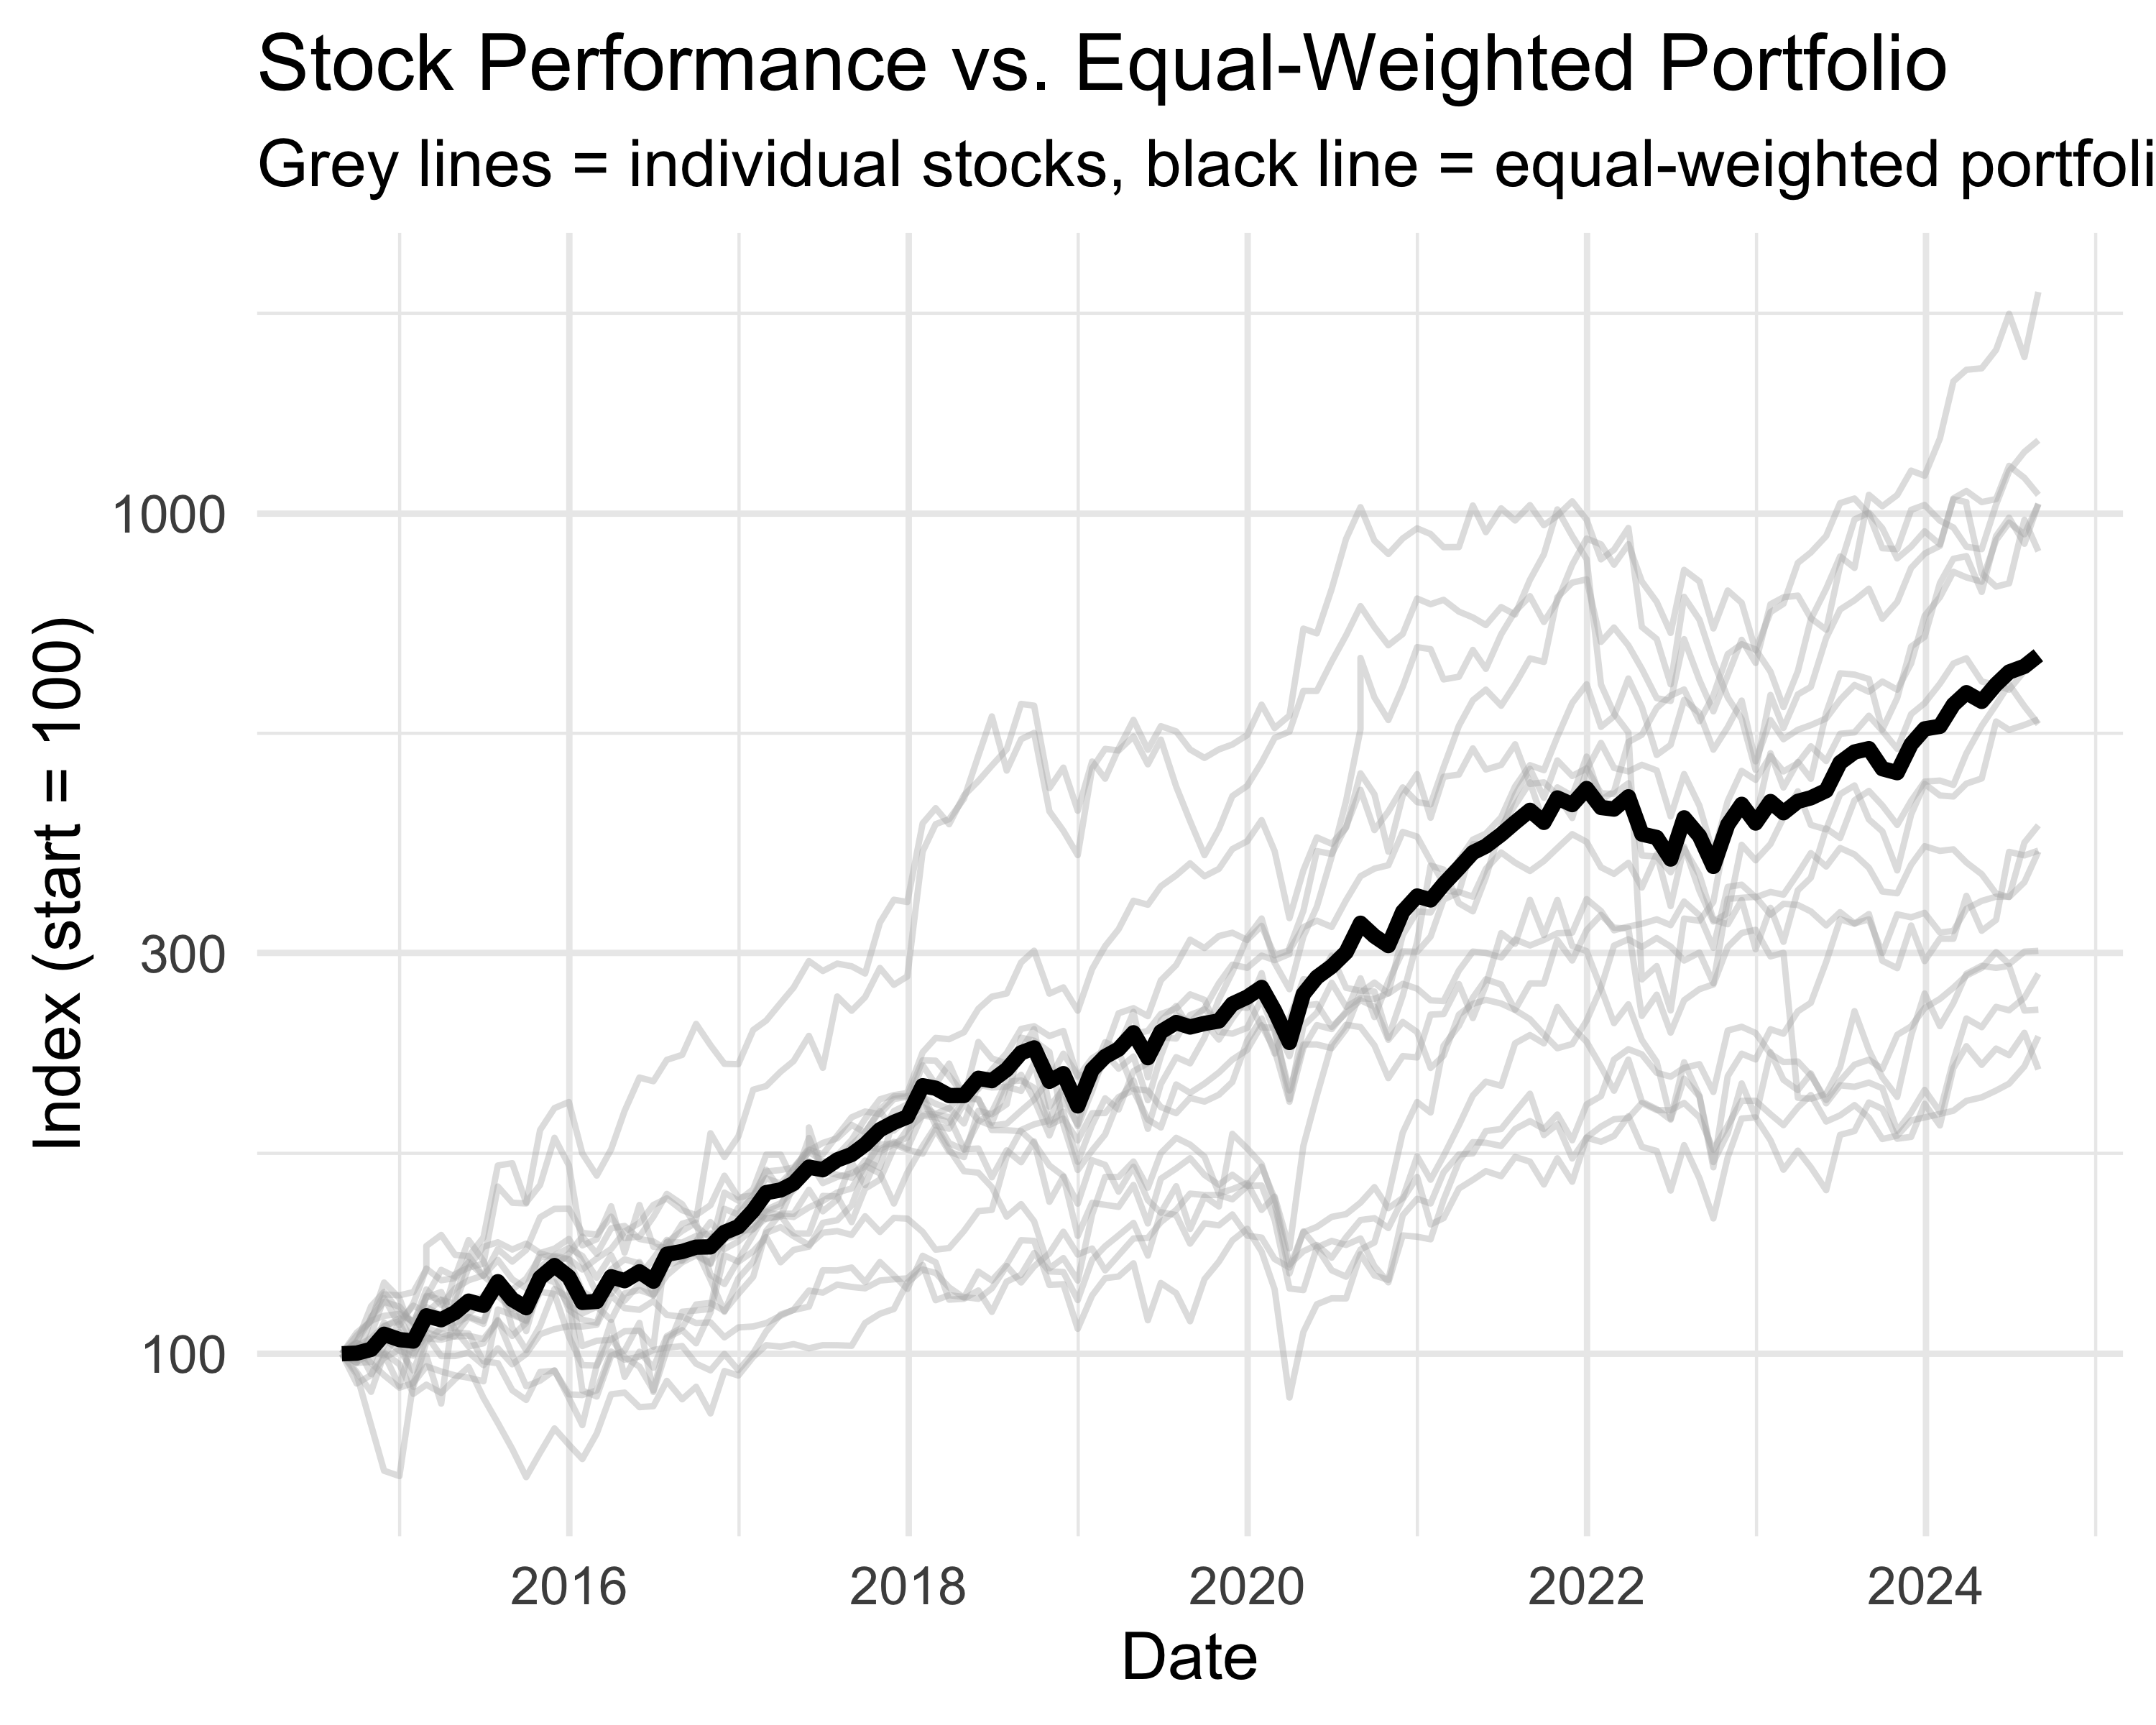 Stock Performance vs. Equal-Weighted Portfolio
Grey lines = individual stocks, black line = equal-weighted portfoli
Index (start = 100)
1000
300
100
2016 2018 2020 2022 2024
Date